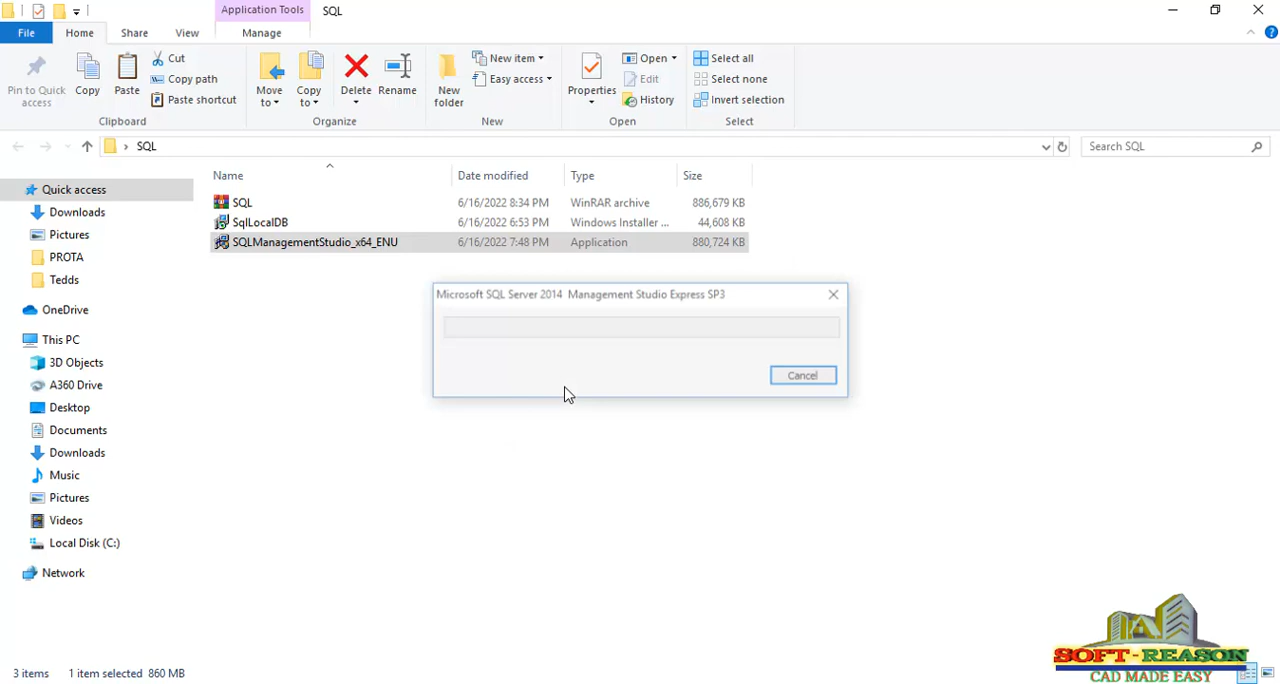 Application Tools SQL
File Home Share View Manage
Pin to Quick access
Copy
Paste
Cut
Copy path
Paste shortcut
Clipboard
Move to
Copy to
Delete
Rename
Organize
New folder
New item
Easy access
New
Properties
Open
Edit
History
Open
Select all
Select none
Invert selection
Select
SQL
Search SQL
Name Date modified Type Size
SQL 6/16/2022 8:34 PM WinRAR archive 886,679 KB
SqlLocalDB 6/16/2022 6:53 PM Windows Installer ... 44,608 KB
SQLManagementStudio_x64_ENU 6/16/2022 7:48 PM Application 880,724 KB
Quick access
Downloads
Pictures
PROTA
Tedds
OneDrive
This PC
3D Objects
A360 Drive
Desktop
Documents
Downloads
Music
Pictures
Videos
Local Disk (C:)
Network
Microsoft SQL Server 2014 Management Studio Express SP3
Cancel
3 items 1 item selected 860 MB
SOFT-REASON
CAD MADE EASY